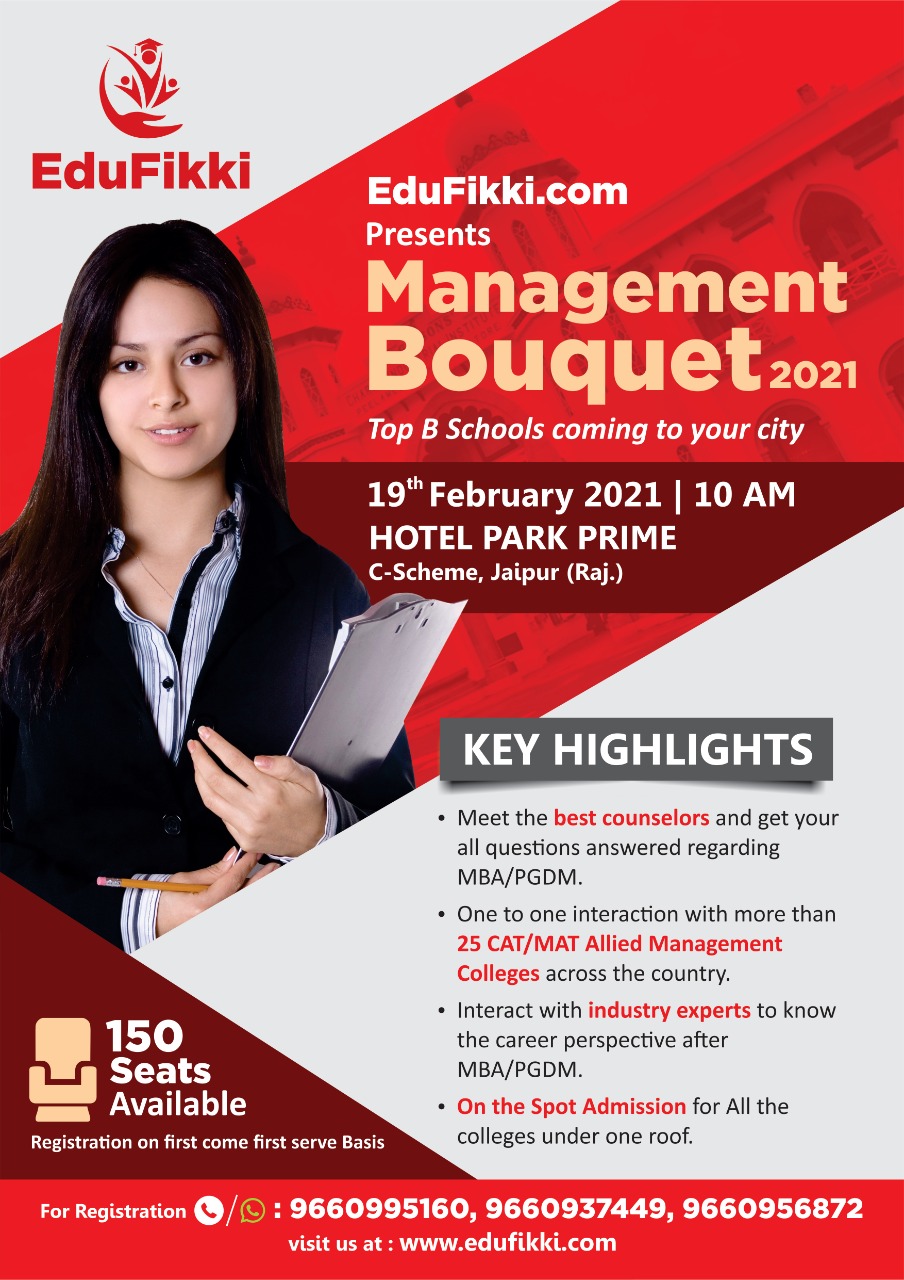 EduFikki
EduFikki.com
Presents
Management
Bouquet 2021
Top B Schools coming to your city
19th February 2021 | 10 AM
HOTEL PARK PRIME
C-Scheme, Jaipur (Raj.)
KEY HIGHLIGHTS
• Meet the best counselors and get your
all questions answered regarding
MBA/PGDM.
• One to one interaction with more than
25 CAT/MAT Allied Management
Colleges across the country.
• Interact with industry experts to know
the career perspective after
MBA/PGDM.
• On the Spot Admission for All the
colleges under one roof.
150
Seats
Available
Registration on first come first serve Basis
For Registration / : 9660995160, 9660937449, 9660956872
visit us at : www.edufikki.com